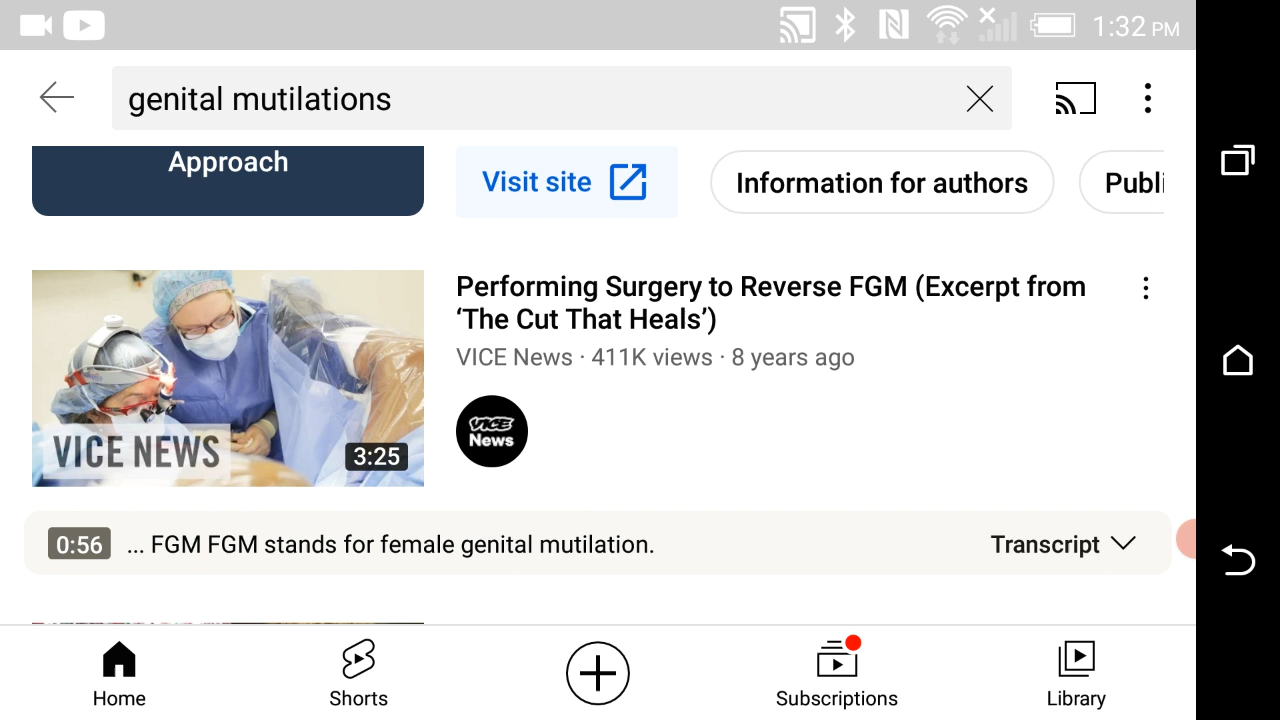 1:32 PM
genital mutilations
Approach
Visit site
Information for authors
Publi
Performing Surgery to Reverse FGM (Excerpt from
‘The Cut That Heals’)
VICE News · 411K views · 8 years ago
VICE NEWS
3:25
VICE
News
0:56 ... FGM FGM stands for female genital mutilation.
Transcript
Home
Shorts
Subscriptions
Library